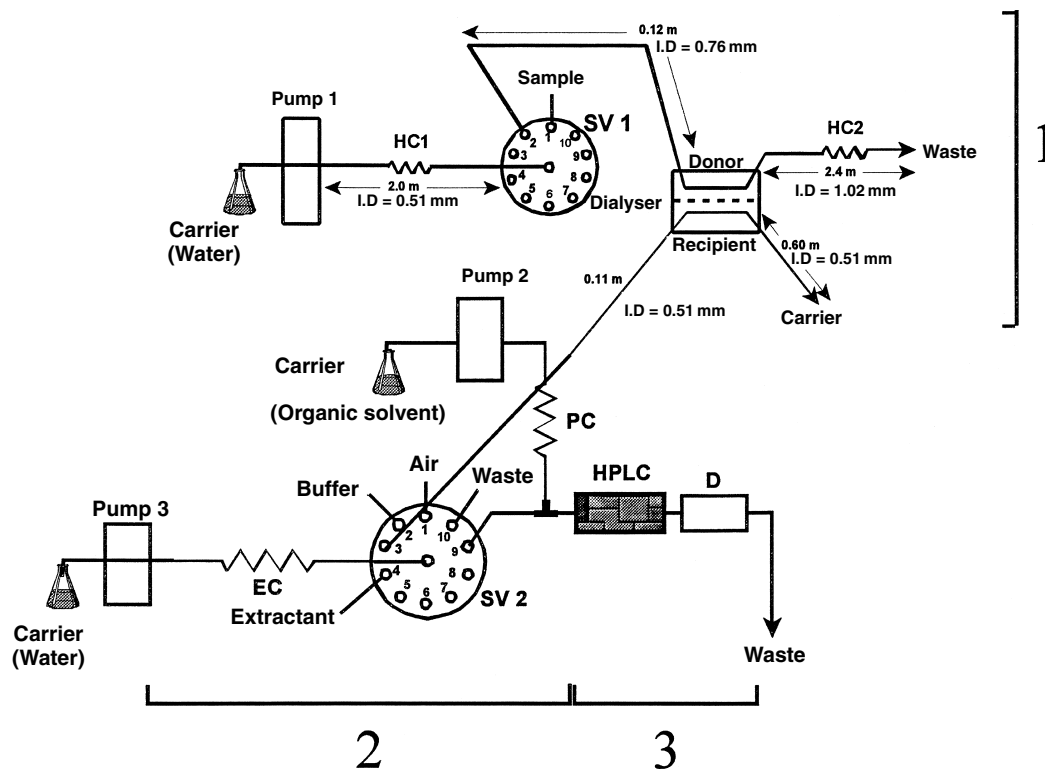 0.12 m
I.D = 0.76 mm
Sample
Pump 1
SV 1
HC1
HC2
1
2
3
4
5
6
7
8
9
10
Donor
Waste
2.0 m
I.D = 0.51 mm
2.4 m
I.D = 1.02 mm
Dialyser
Carrier
(Water)
Recipient
0.60 m
I.D = 0.51 mm
1
0.11 m
I.D = 0.51 mm
Carrier
Pump 2
Carrier
(Organic solvent)
PC
Air
Waste
Buffer
HPLC
D
Pump 3
1
2
3
4
5
6
7
8
9
10
EC
SV 2
Extractant
Carrier
(Water)
Waste
2
3